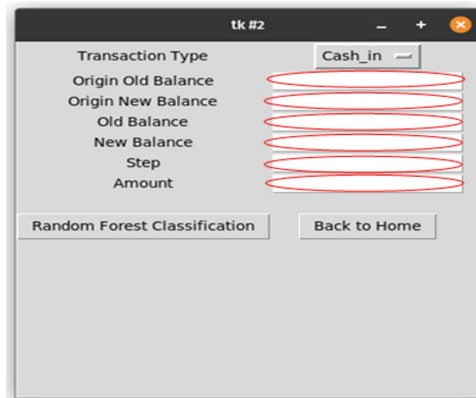 tk #2
Transaction Type Cash_in
Origin Old Balance
Origin New Balance
Old Balance
New Balance
Step
Amount
Random Forest Classification Back to Home